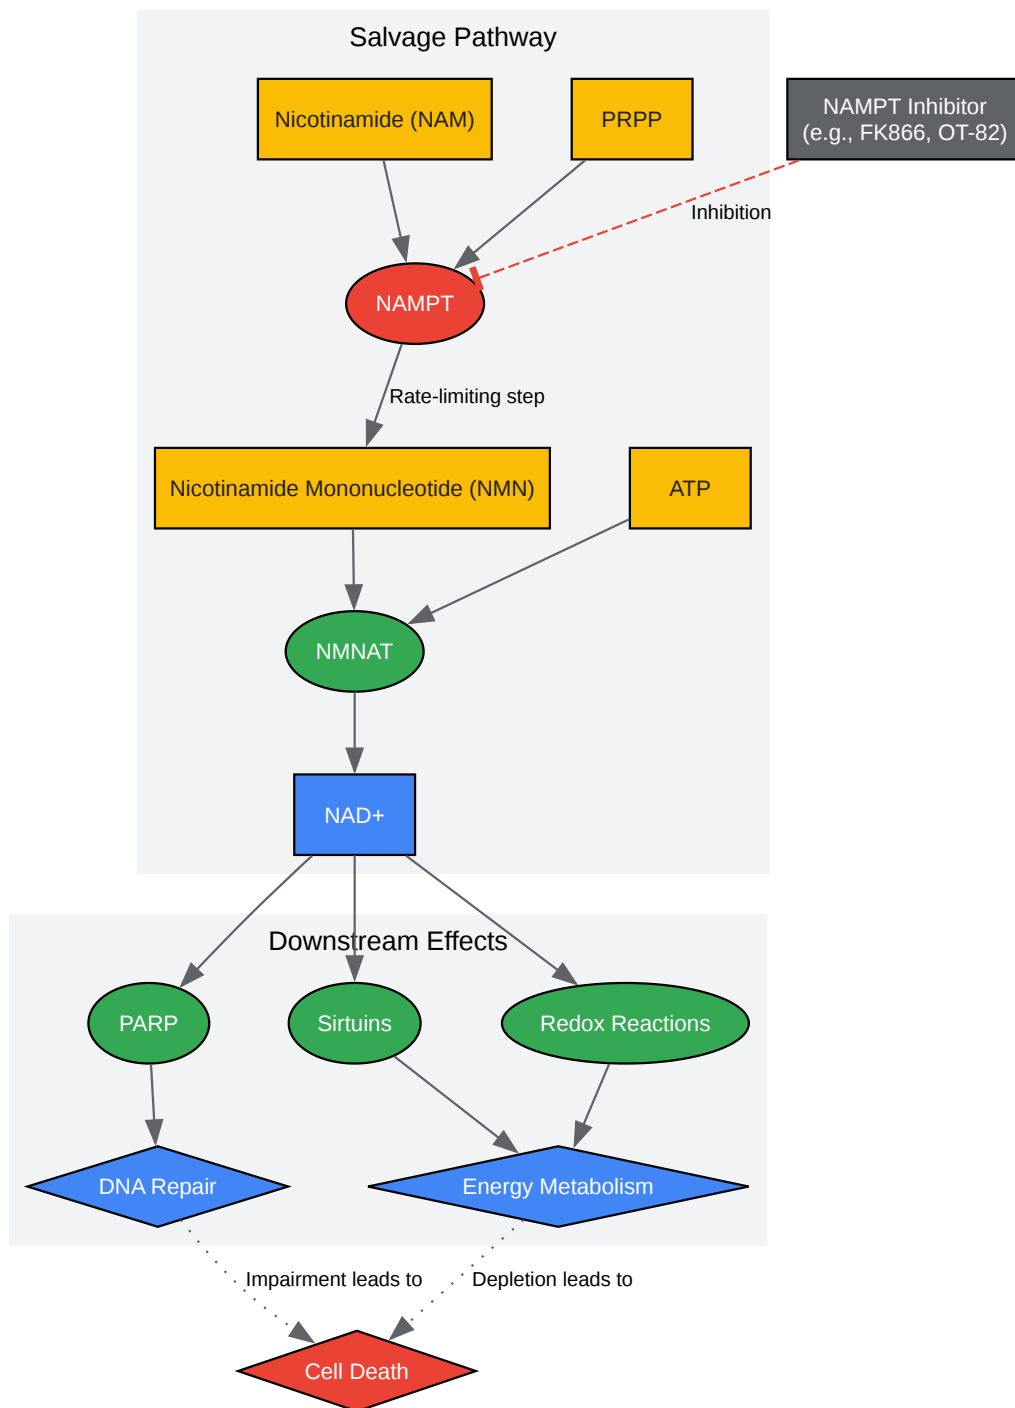 Salvage Pathway
Nicotinamide (NAM)
PRPP
NAMPT Inhibitor
(e.g., FK866, OT-82)
Inhibition
NAMPT
Rate-limiting step
Nicotinamide Mononucleotide (NMN)
ATP
NMNAT
NAD+
Downstream Effects
PARP
Sirtuins
Redox Reactions
DNA Repair
Energy Metabolism
Impairment leads to
Depletion leads to
Cell Death